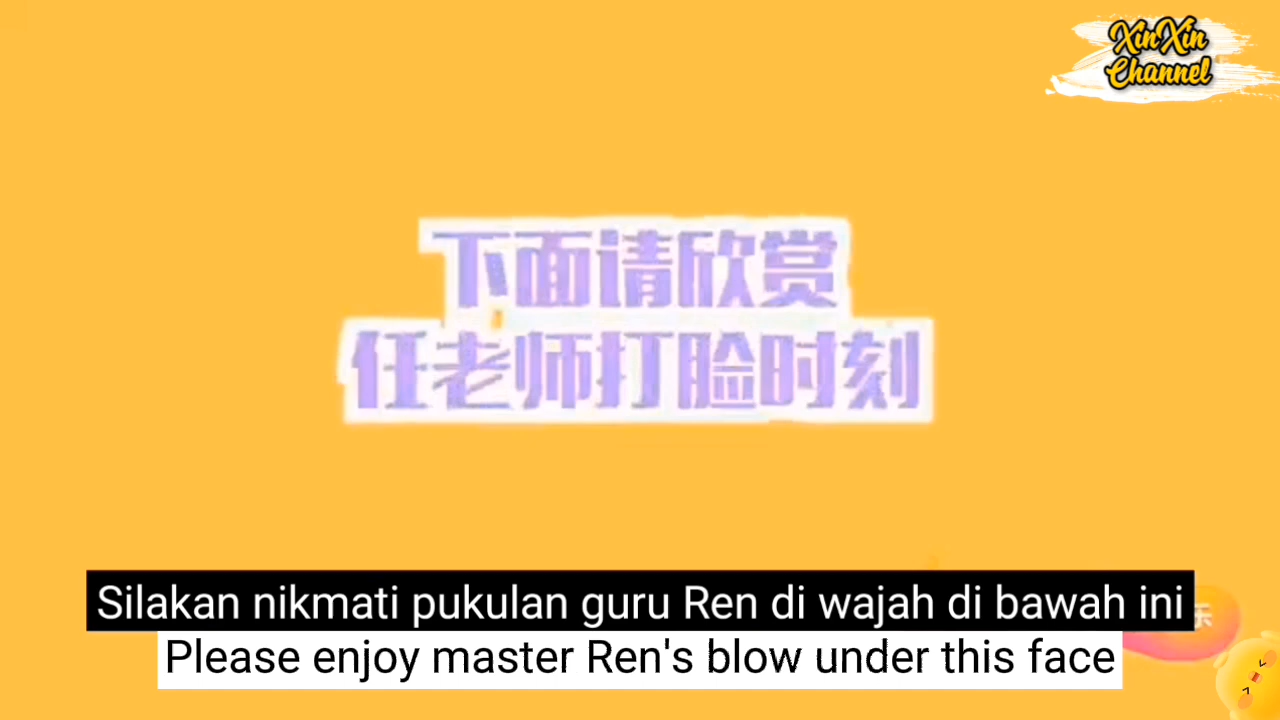 XinXin
Channel
下面请欣赏
任老师打脸时刻
Silakan nikmati pukulan guru Ren di wajah di bawah ini
Please enjoy master Ren's blow under this face